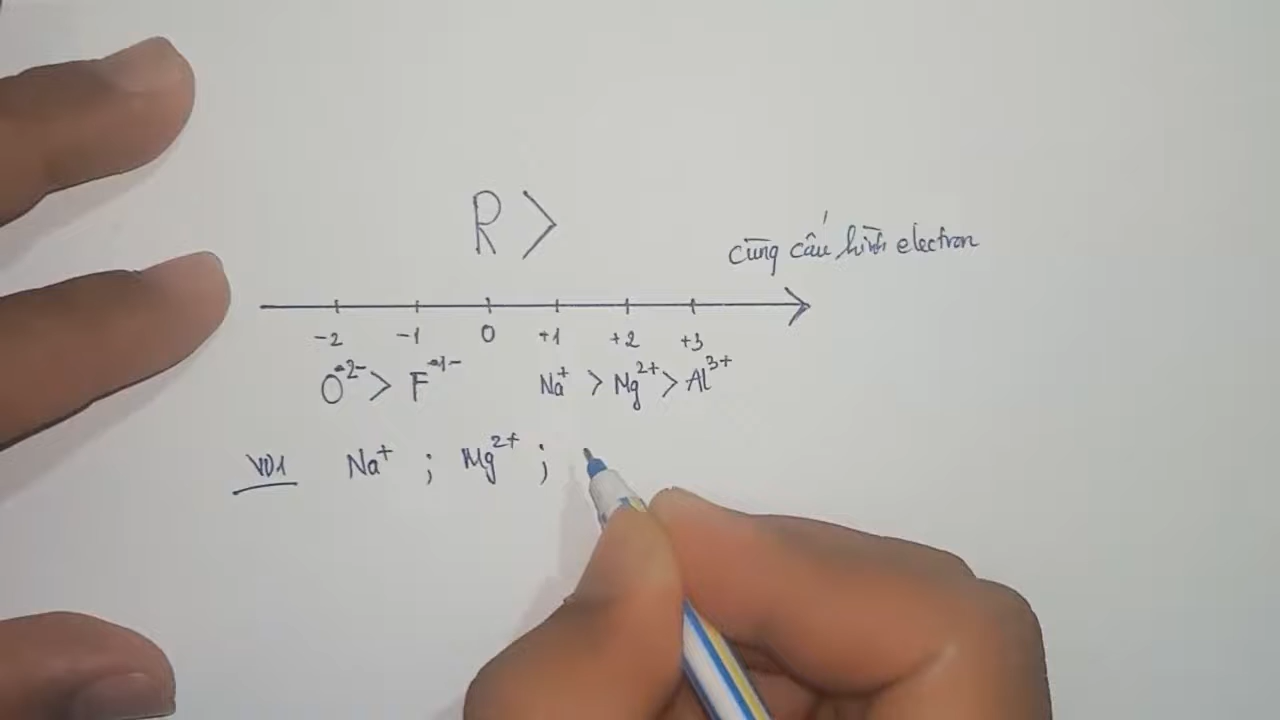 R >
cùng cấu hình electron
-2 -1 0 +1 +2 +3
O²⁻ > F¹⁻ Na⁺ > Mg²⁺ > Al³⁺
VD1 Na⁺ ; Mg²⁺ ;